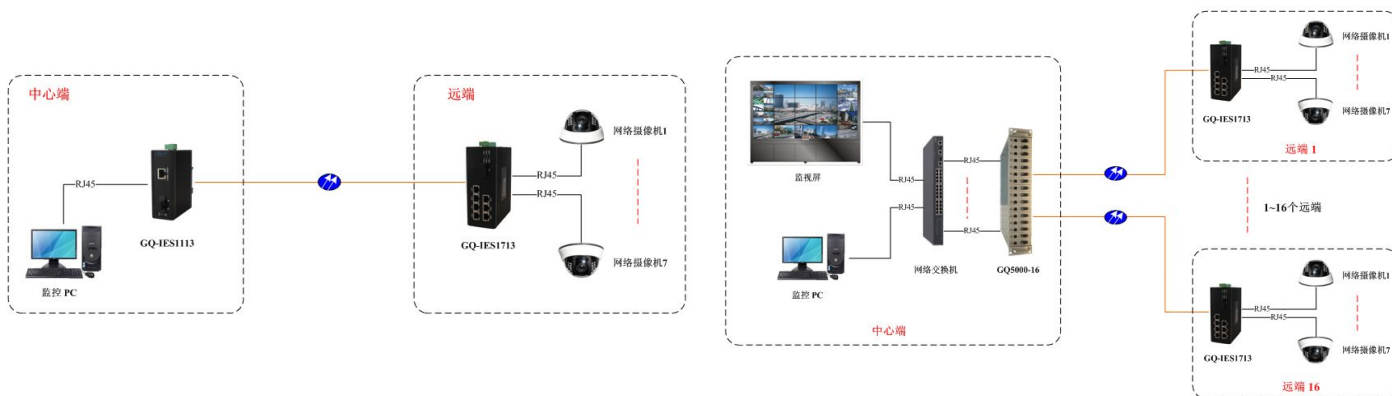 中心端
RJ45
GQ-IES1113
监控 PC
远端
RJ45
RJ45
GQ-IES1713
网络摄像机1
网络摄像机7
监视屏
RJ45
RJ45
监控 PC
网络交换机
RJ45
RJ45
GQ5000-16
中心端
RJ45
RJ45
GQ-IES1713
网络摄像机1
网络摄像机7
远端 1
1~16个远端
RJ45
RJ45
GQ-IES1713
网络摄像机1
网络摄像机7
远端 16